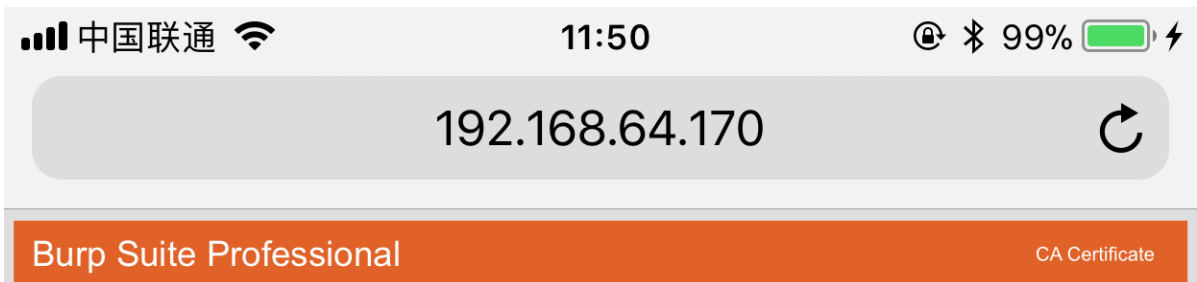 中国联通 11:50 99%
192.168.64.170
Burp Suite Professional CA Certificate